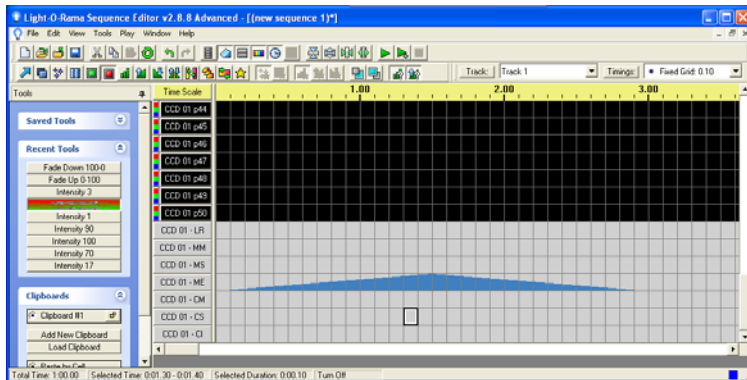 Light-O-Rama Sequence Editor v2.8.8 Advanced - [(new sequence 1)*]
File Edit View Tools Play Window Help
Track: Track 1 Timings: Fixed Grid: 0.10
Tools
Time Scale 1.00 2.00 3.00
Saved Tools
Recent Tools
Fade Down 100-0
Fade Up 0-100
Intensity 3
Intensity 1
Intensity 90
Intensity 100
Intensity 70
Intensity 17
Clipboards
Clipboard #1
Add New Clipboard
Load Clipboard
Paste by Cell
CCD 01 p44
CCD 01 p45
CCD 01 p46
CCD 01 p47
CCD 01 p48
CCD 01 p49
CCD 01 p50
CCD 01 - LR
CCD 01 - MM
CCD 01 - MS
CCD 01 - ME
CCD 01 - CM
CCD 01 - CS
CCD 01 - CI
Total Time: 1:00.00 Selected Time: 0:01.30 - 0:01.40 Selected Duration: 0:00.10 Turn Off